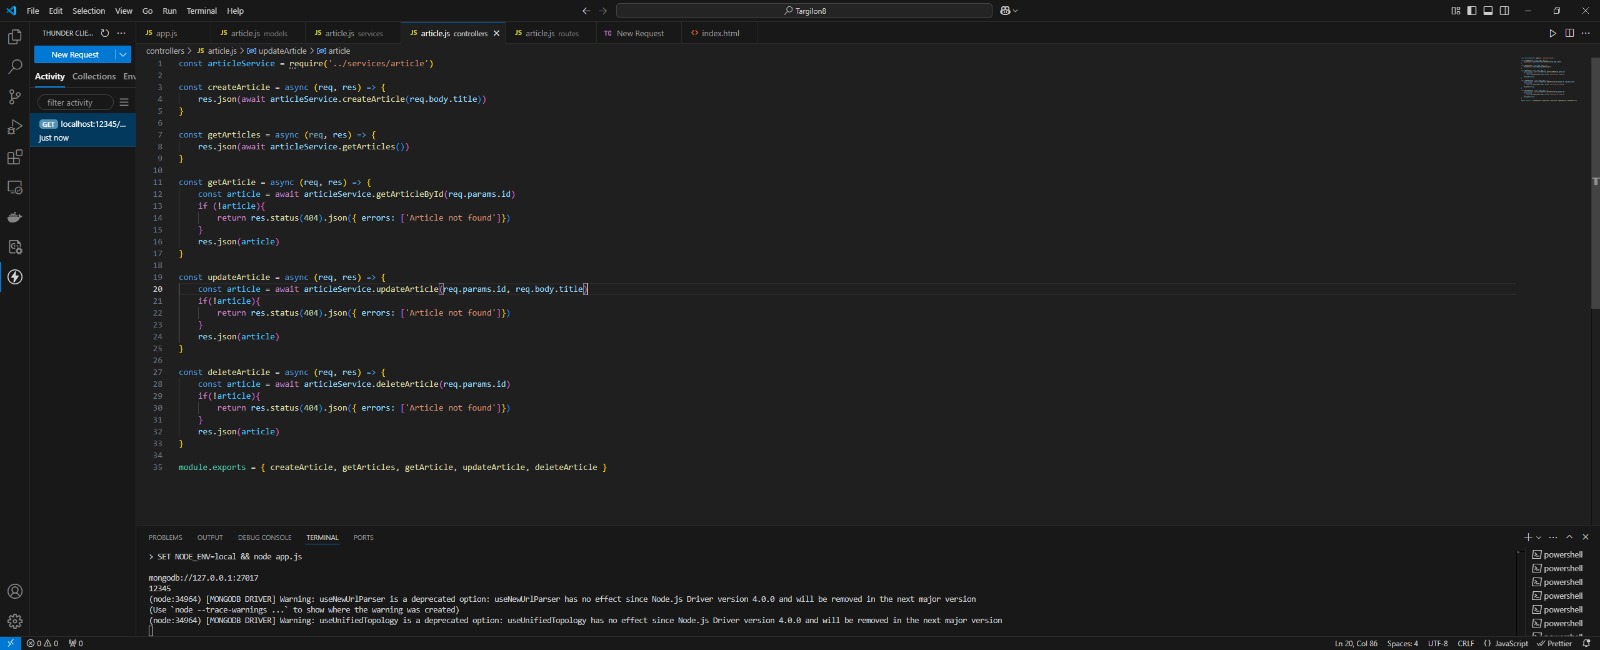 File Edit Selection View Go Run Terminal Help
Targilon8
THUNDER CLIE...
New Request
Activity Collections Env
filter activity
GET localhost:12345/...
just now
app.js
article.js models
article.js services
article.js controllers
article.js routes
TC New Request
index.html
controllers > JS article.js > updateArticle > article
1 const articleService = require('../services/article')
2
3 const createArticle = async (req, res) => {
4 res.json(await articleService.createArticle(req.body.title))
5 }
6
7 const getArticles = async (req, res) => {
8 res.json(await articleService.getArticles())
9 }
10
11 const getArticle = async (req, res) => {
12 const article = await articleService.getArticleById(req.params.id)
13 if (!article){
14 return res.status(404).json({ errors: ['Article not found']})
15 }
16 res.json(article)
17 }
18
19 const updateArticle = async (req, res) => {
20 const article = await articleService.updateArticle(req.params.id, req.body.title)
21 if(!article){
22 return res.status(404).json({ errors: ['Article not found']})
23 }
24 res.json(article)
25 }
26
27 const deleteArticle = async (req, res) => {
28 const article = await articleService.deleteArticle(req.params.id)
29 if(!article){
30 return res.status(404).json({ errors: ['Article not found']})
31 }
32 res.json(article)
33 }
34
35 module.exports = { createArticle, getArticles, getArticle, updateArticle, deleteArticle }
PROBLEMS OUTPUT DEBUG CONSOLE TERMINAL PORTS
> SET NODE_ENV=local && node app.js
mongodb://127.0.0.1:27017
12345
(node:34964) [MONGODB DRIVER] Warning: useNewUrlParser is a deprecated option: useNewUrlParser has no effect since Node.js Driver version 4.0.0 and will be removed in the next major version
(Use `node --trace-warnings ...` to show where the warning was created)
(node:34964) [MONGODB DRIVER] Warning: useUnifiedTopology is a deprecated option: useUnifiedTopology has no effect since Node.js Driver version 4.0.0 and will be removed in the next major version
powershell
powershell
powershell
powershell
powershell
powershell
0 0 0
Ln 20, Col 86 Spaces: 4 UTF-8 CRLF {} JavaScript Prettier